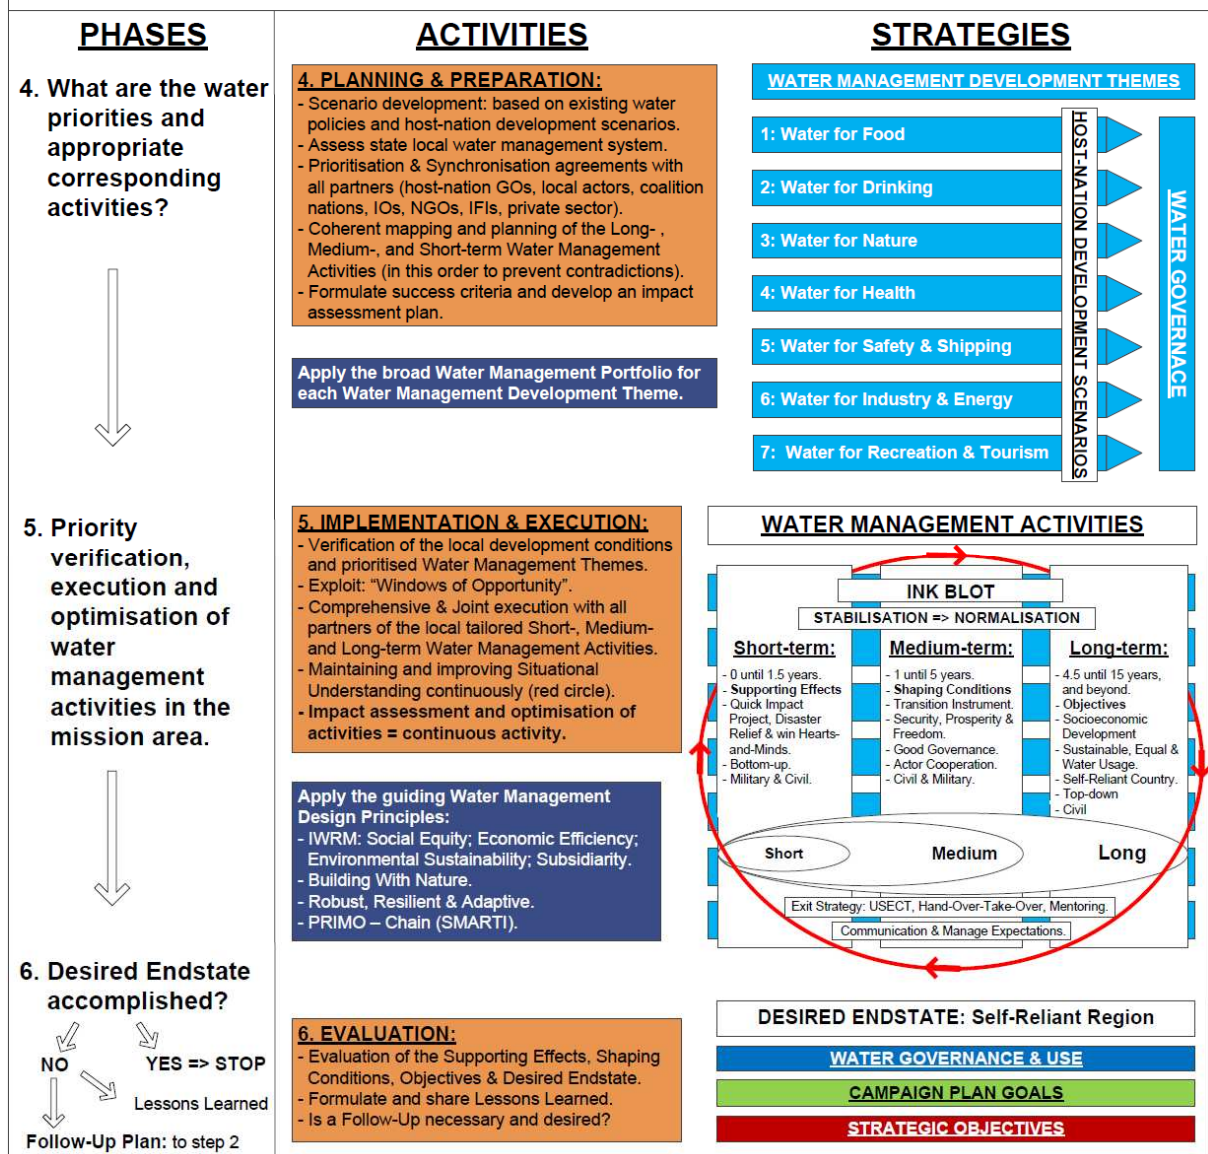 PHASES
ACTIVITIES
STRATEGIES
4. What are the water
priorities and
appropriate
corresponding
activities?
4. PLANNING & PREPARATION:
- Scenario development: based on existing water
policies and host-nation development scenarios.
- Assess state local water management system.
- Prioritisation & Synchronisation agreements with
all partners (host-nation GOs, local actors, coalition
nations, IOs, NGOs, IFIs, private sector).
- Coherent mapping and planning of the Long- ,
Medium-, and Short-term Water Management
Activities (in this order to prevent contradictions).
- Formulate success criteria and develop an impact
assessment plan.
Apply the broad Water Management Portfolio for
each Water Management Development Theme.
WATER MANAGEMENT DEVELOPMENT THEMES
1: Water for Food
2: Water for Drinking
3: Water for Nature
4: Water for Health
5: Water for Safety & Shipping
6: Water for Industry & Energy
7: Water for Recreation & Tourism
HOST-NATION DEVELOPMENT SCENARIOS
WATER GOVERNACE
5. Priority
verification,
execution and
optimisation of
water
management
activities in the
mission area.
5. IMPLEMENTATION & EXECUTION:
- Verification of the local development conditions
and prioritised Water Management Themes.
- Exploit: “Windows of Opportunity”.
- Comprehensive & Joint execution with all
partners of the local tailored Short-, Medium-
and Long-term Water Management Activities.
- Maintaining and improving Situational
Understanding continuously (red circle).
- Impact assessment and optimisation of
activities = continuous activity.
Apply the guiding Water Management
Design Principles:
- IWRM: Social Equity; Economic Efficiency;
Environmental Sustainability; Subsidiarity.
- Building With Nature.
- Robust, Resilient & Adaptive.
- PRIMO – Chain (SMARTI).
WATER MANAGEMENT ACTIVITIES
INK BLOT
STABILISATION => NORMALISATION
Short-term:
- 0 until 1.5 years.
- Supporting Effects
- Quick Impact
Project, Disaster
Relief & win Hearts-
and-Minds.
- Bottom-up.
- Military & Civil.
Medium-term:
- 1 until 5 years.
- Shaping Conditions
- Transition Instrument.
- Security, Prosperity &
Freedom.
- Good Governance.
- Actor Cooperation.
- Civil & Military.
Long-term:
- 4.5 until 15 years,
and beyond.
- Objectives
- Socioeconomic
Development
- Sustainable, Equal &
Water Usage.
- Self-Reliant Country.
- Top-down
- Civil
Short
Medium
Long
Exit Strategy: USECT, Hand-Over-Take-Over, Mentoring.
Communication & Manage Expectations.
6. Desired Endstate
accomplished?
NO
YES => STOP
Lessons Learned
Follow-Up Plan: to step 2
6. EVALUATION:
- Evaluation of the Supporting Effects, Shaping
Conditions, Objectives & Desired Endstate.
- Formulate and share Lessons Learned.
- Is a Follow-Up necessary and desired?
DESIRED ENDSTATE: Self-Reliant Region
WATER GOVERNANCE & USE
CAMPAIGN PLAN GOALS
STRATEGIC OBJECTIVES